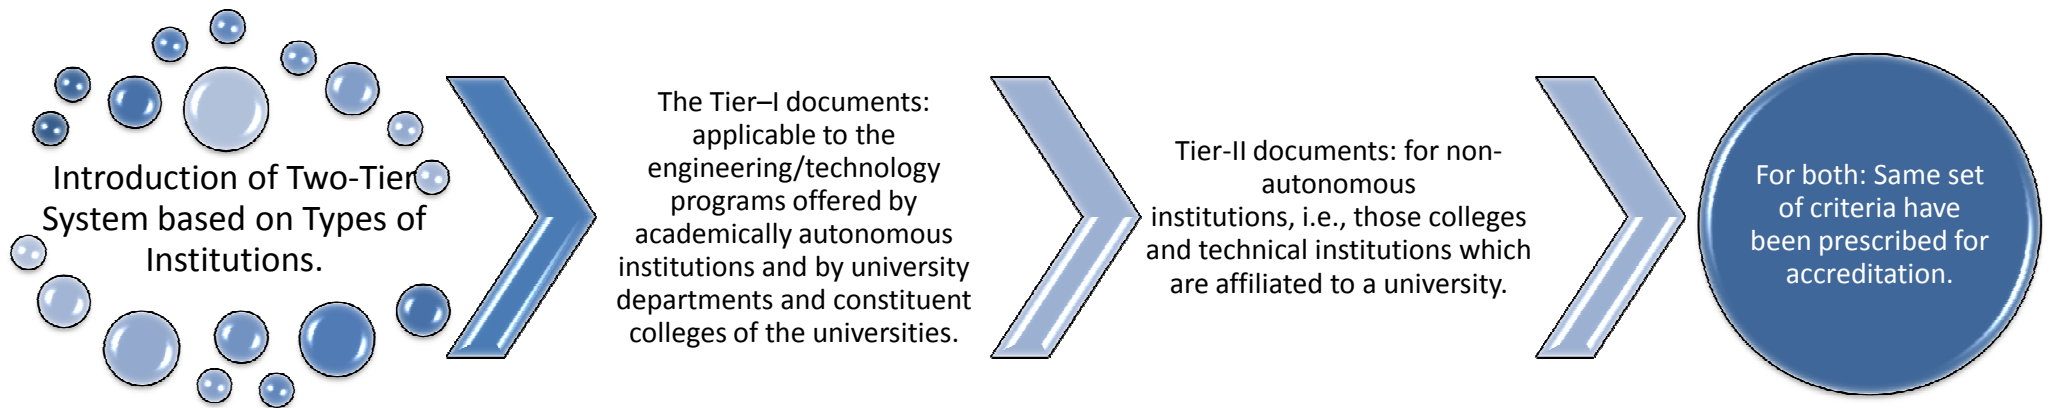 Introduction of Two-Tier
System based on Types of
Institutions.
The Tier–I documents:
applicable to the
engineering/technology
programs offered by
academically autonomous
institutions and by university
departments and constituent
colleges of the universities.
Tier-II documents: for non-
autonomous
institutions, i.e., those colleges
and technical institutions which
are affiliated to a university.
For both: Same set
of criteria have
been prescribed for
accreditation.